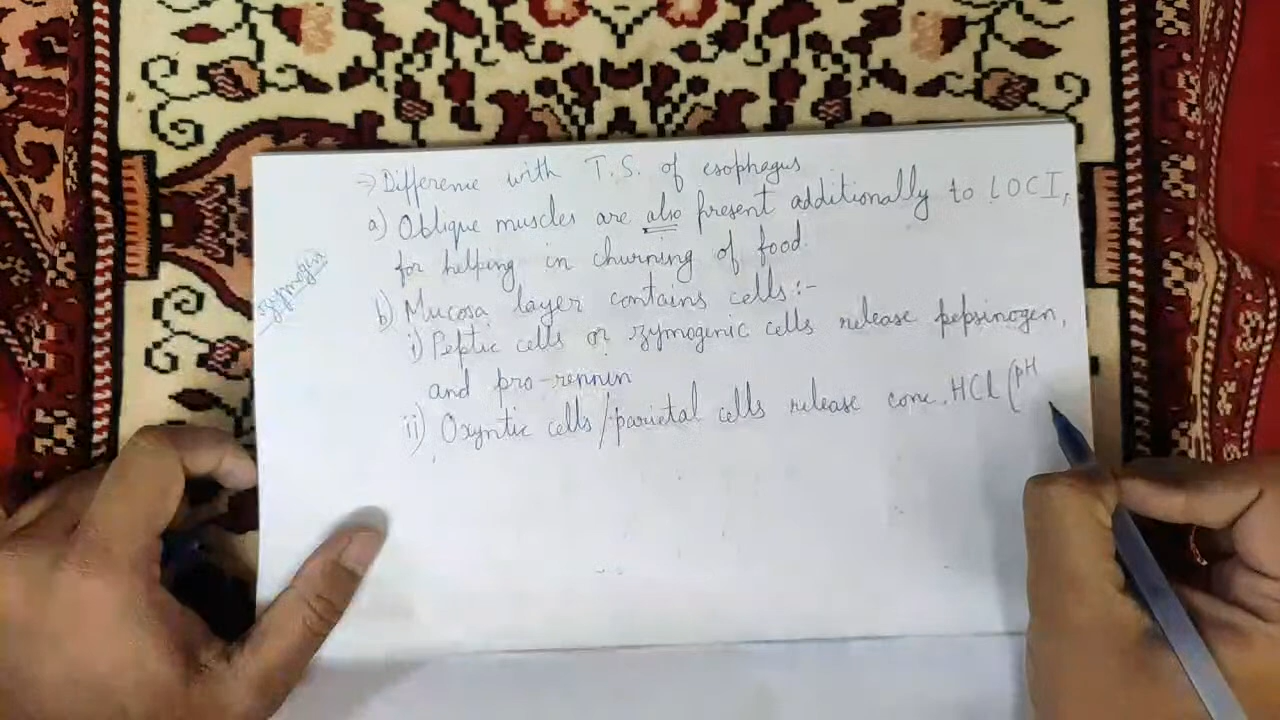 ⇒ Difference with T.S. of esophagus
a) Oblique muscles are also present additionally to LOCI,
for helping in churning of food.
b) Mucosa layer contains cells:-
i) Peptic cells or zymogenic cells release pepsinogen,
and pro-rennin
ii) Oxyntic cells/parietal cells release conc. HCl (pH